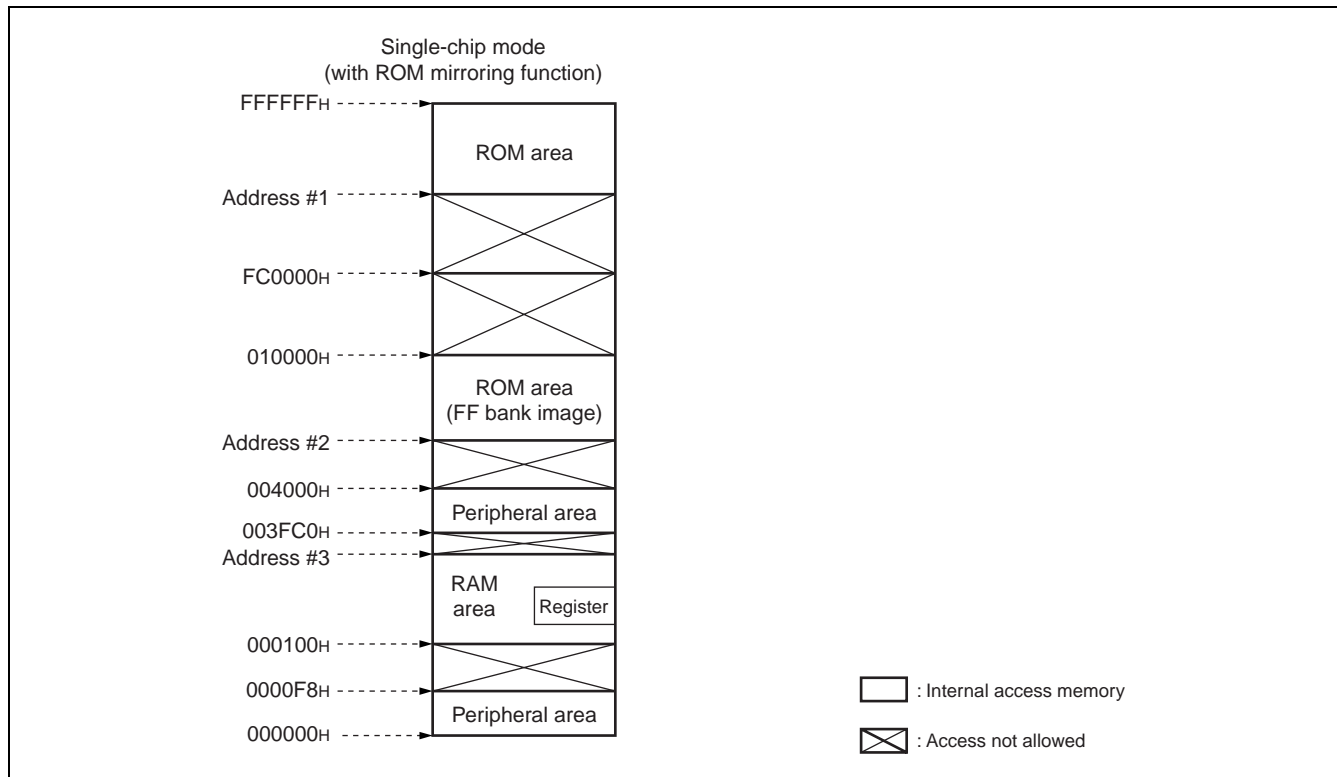 Single-chip mode
(with ROM mirroring function)
FFFFFFH
ROM area
Address #1
FC0000H
010000H
ROM area
(FF bank image)
Address #2
004000H
Peripheral area
003FC0H
Address #3
RAM
area
Register
000100H
0000F8H
Peripheral area
000000H
: Internal access memory
: Access not allowed